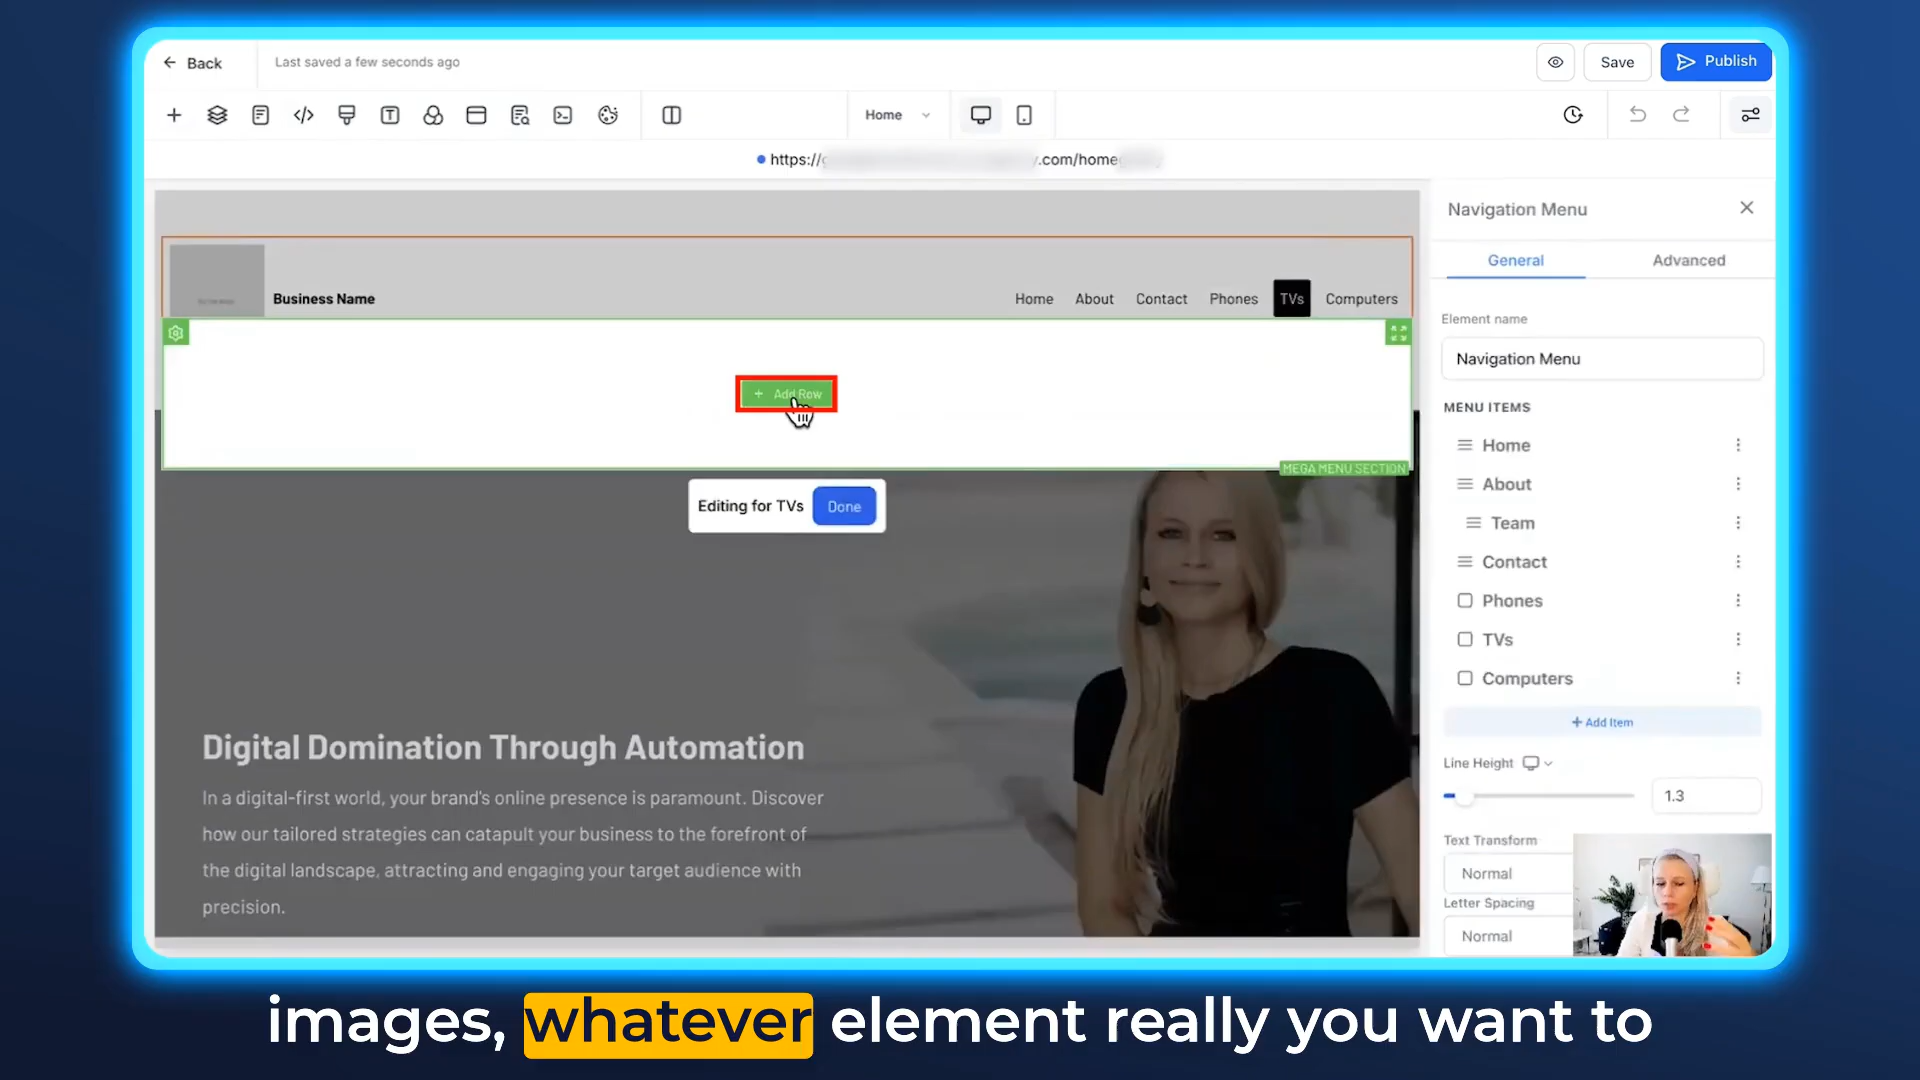 Back
Last saved a few seconds ago
Save
Publish
Home
https://
.com/home
Navigation Menu
General
Advanced
Business Name
Home
About
Contact
Phones
TVs
Computers
Element name
Navigation Menu
+ Add Row
MENU ITEMS
Home
About
Team
Contact
Phones
TVs
Computers
+ Add Item
MEGA MENU SECTION
Editing for TVs
Done
Line Height
1.3
Text Transform
Normal
Letter Spacing
Normal
Digital Domination Through Automation
In a digital-first world, your brand's online presence is paramount. Discover
how our tailored strategies can catapult your business to the forefront of
the digital landscape, attracting and engaging your target audience with
precision.
images, whatever element really you want to